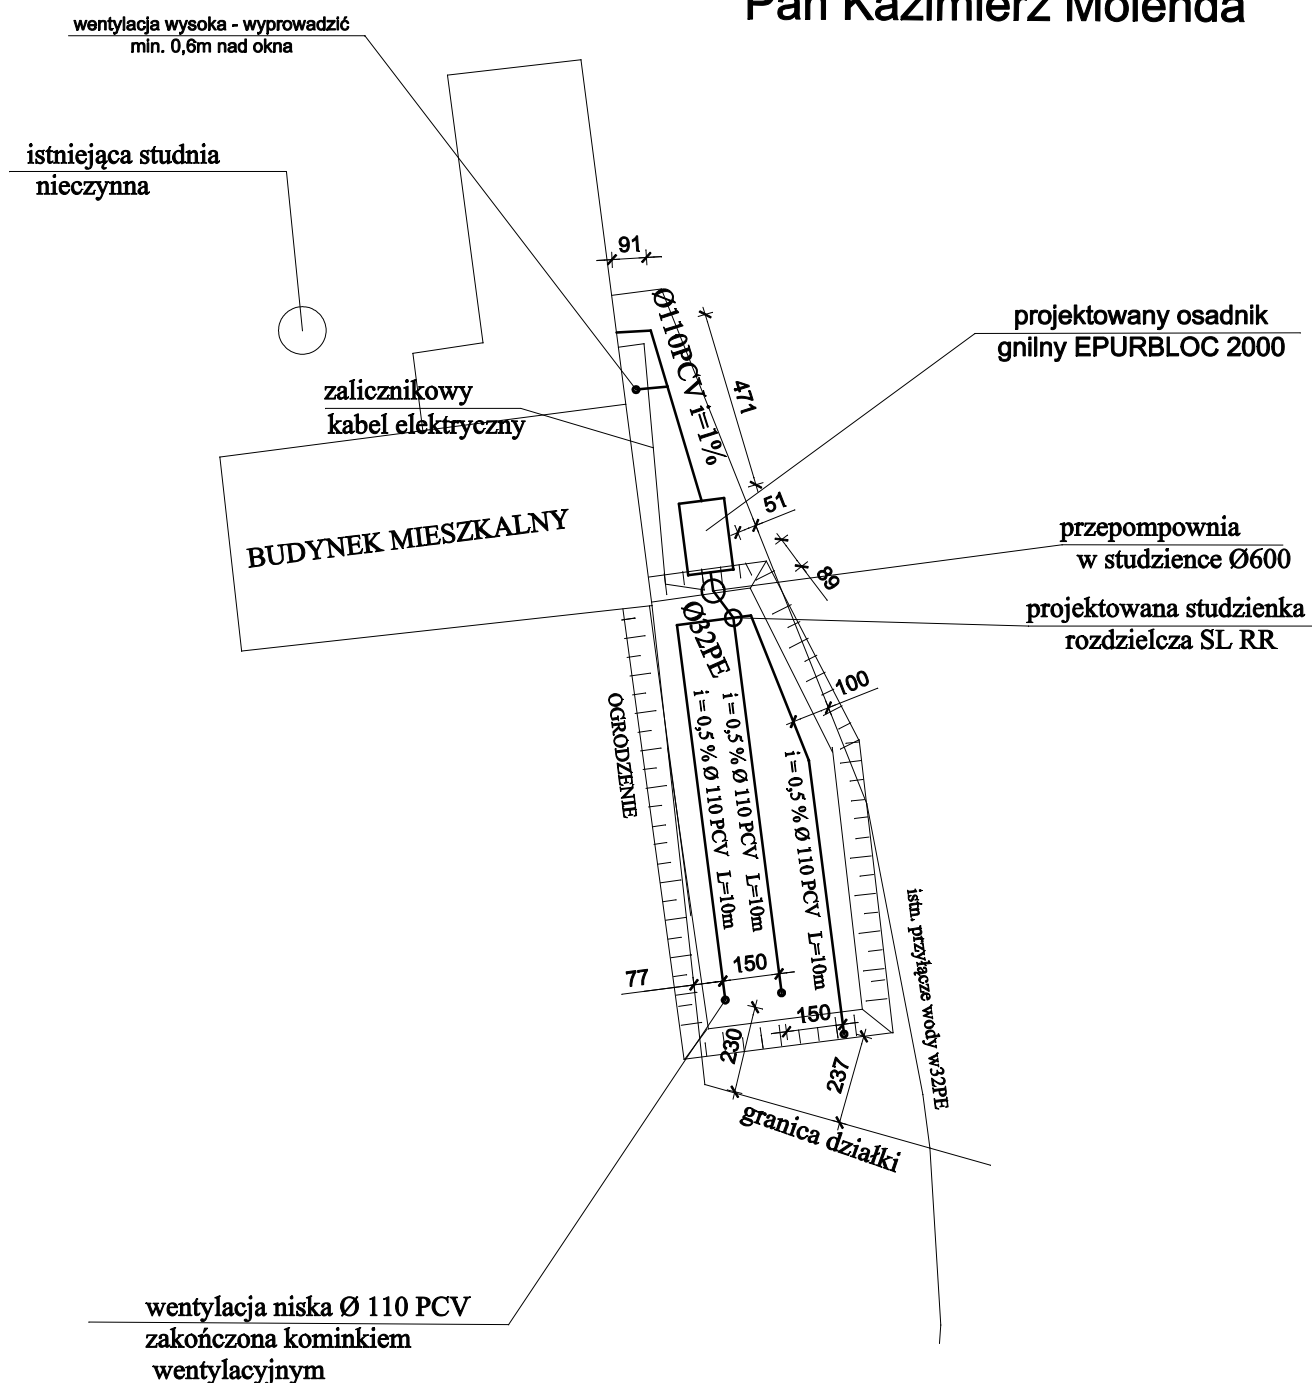 Pan Kazimierz Molenda
wentylacja wysoka - wyprowadzić
min. 0,6m nad okna
istniejąca studnia
nieczynna
91
Ø110PCV i=1%
471
projektowany osadnik
gnilny EPURBLOC 2000
zalicznikowy
kabel elektryczny
51
BUDYNEK MIESZKALNY
przepompownia
w studzience Ø600
89
projektowana studzienka
rozdzielcza SL RR
Ø32PE
100
OGRODZENIE
i = 0,5 % Ø 110 PCV L=10m
i = 0,5 % Ø 110 PCV L=10m
i = 0,5 % Ø 110 PCV L=10m
istn. przyłącze wody w32PE
77
150
150
230
237
granica działki
wentylacja niska Ø 110 PCV
zakończona kominkiem
wentylacyjnym